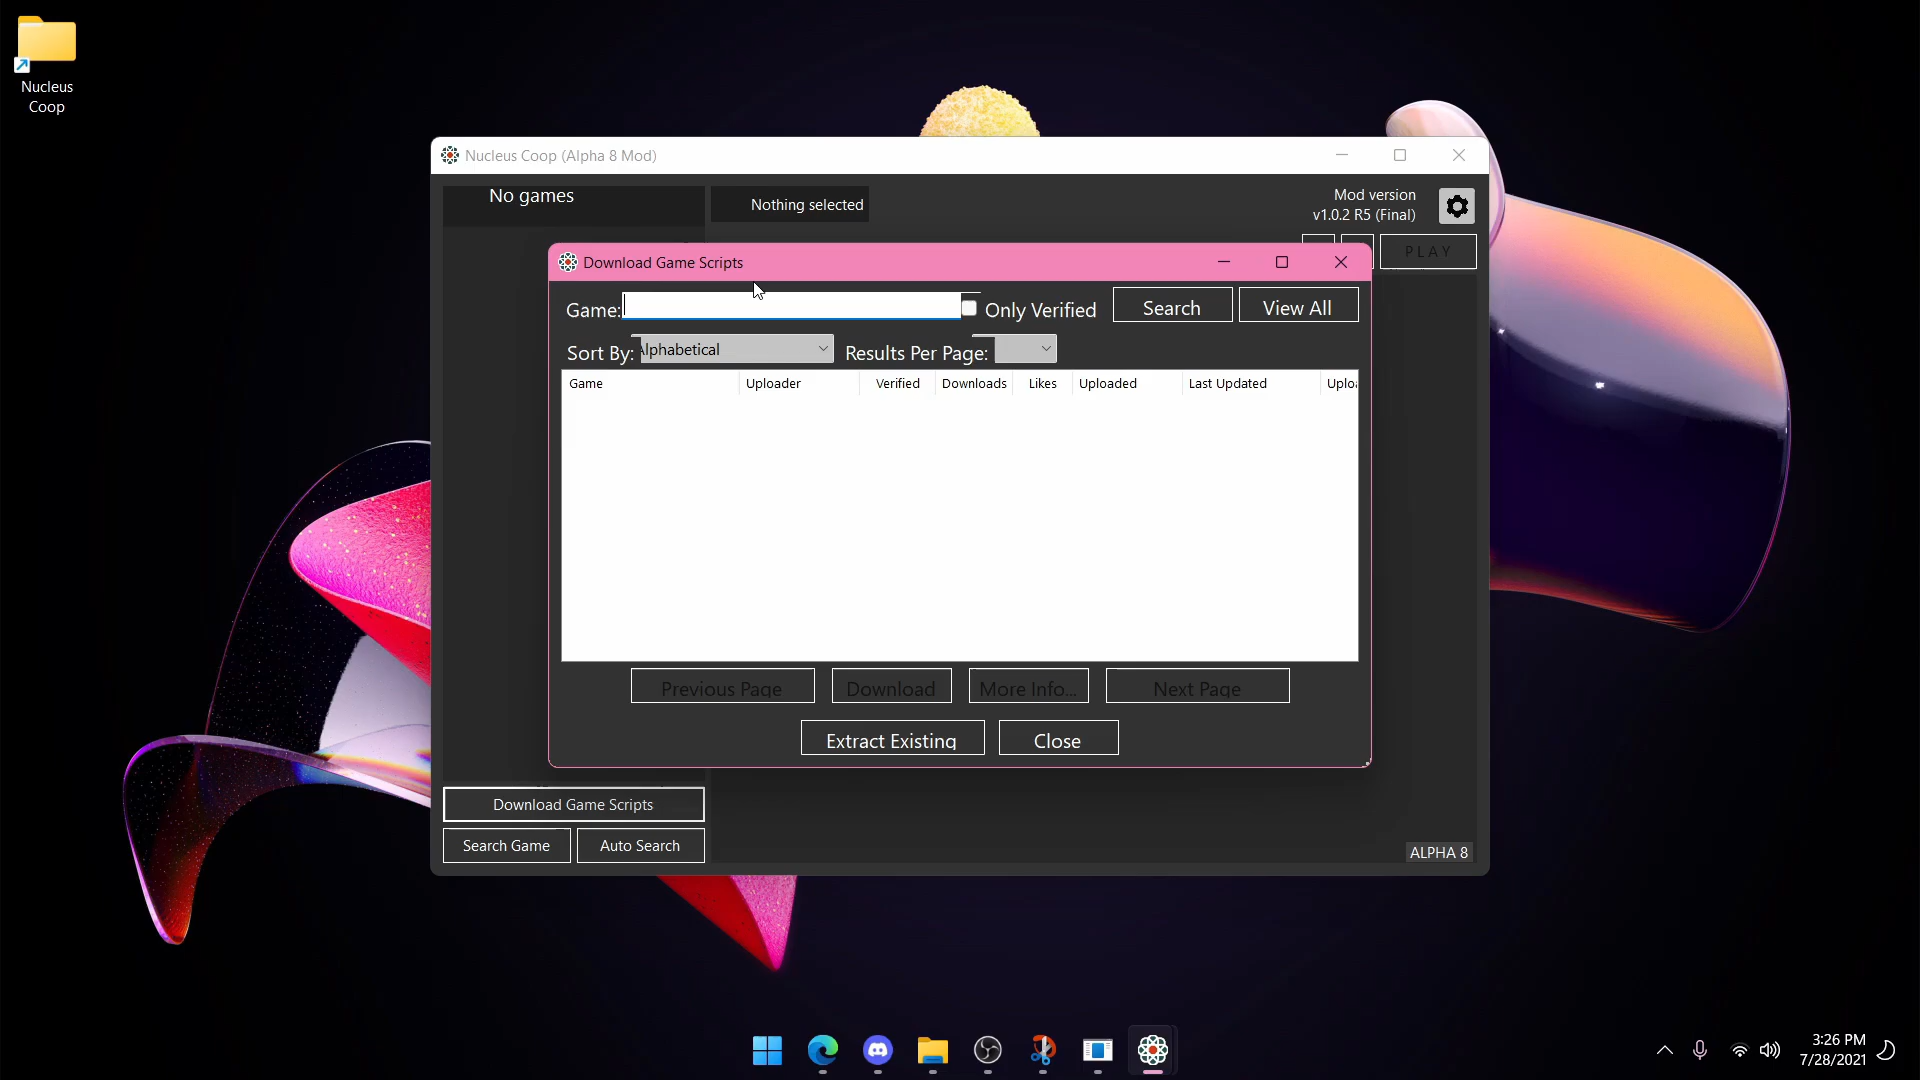 Nucleus
Coop
Nucleus Coop (Alpha 8 Mod)
No games
Nothing selected
Mod version
v1.0.2 R5 (Final)
PLAY
Download Game Scripts
Game:
Only Verified
Search
View All
Sort By:
lphabetical
Results Per Page:
Game
Uploader
Verified
Downloads
Likes
Uploaded
Last Updated
Uploa
Previous Page
Download
More Info...
Next Page
Extract Existing
Close
Download Game Scripts
Search Game
Auto Search
ALPHA 8
3:26 PM
7/28/2021